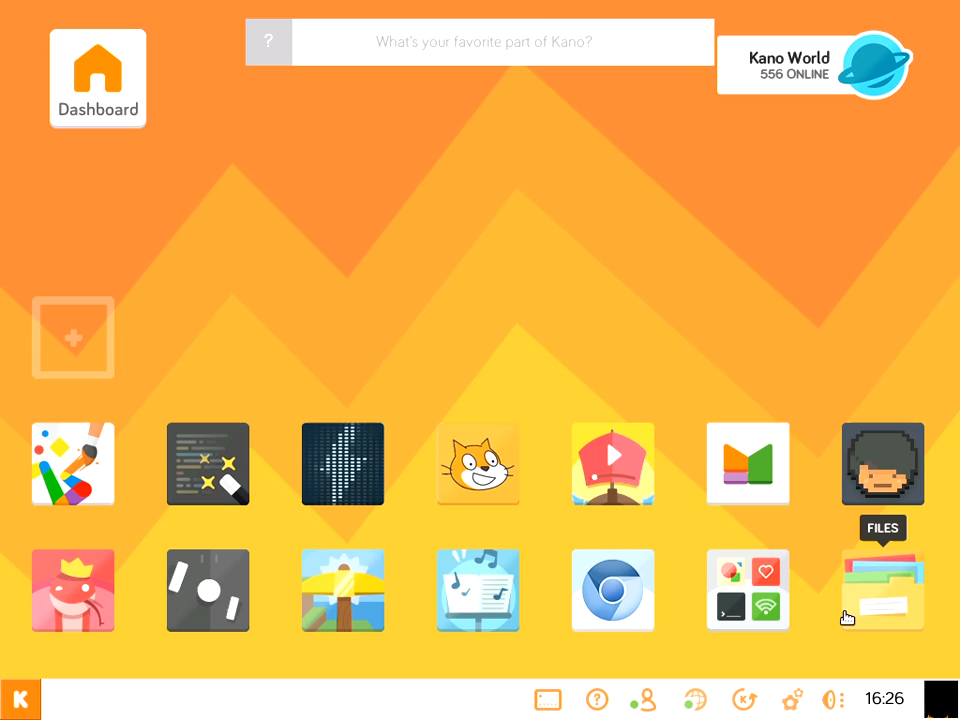 Dashboard
?
What's your favorite part of Kano?
Kano World
556 ONLINE
FILES
K
16:26